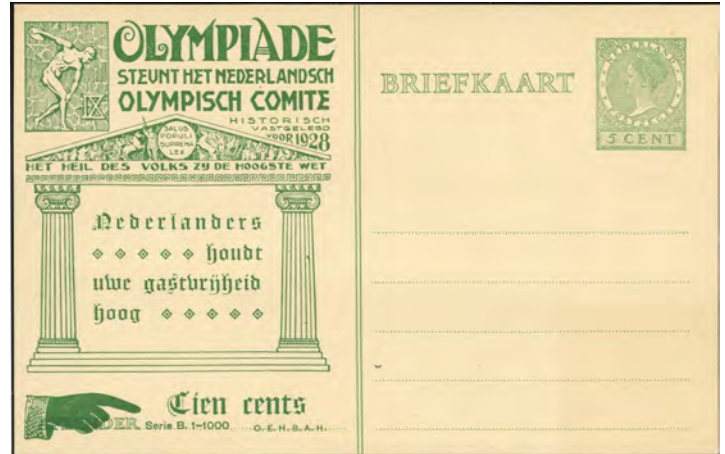 OLYMPIADE
STEUNT HET NEDERLANDSCH
OLYMPISCH COMITE
IX
HISTORISCH
VASTGELEGD
VOOR 1928
SALUS
POPULI
SUPREMA
LEX
HET HEIL DES VOLKS ZY DE HOOGSTE WET
Nederlanders
houdt
uwe gastvrijheid
hoog
Tien cents
Serie B. 1-1000 O.E.H.B.A.H.
BRIEFKAART
NEDERLAND
5 CENT